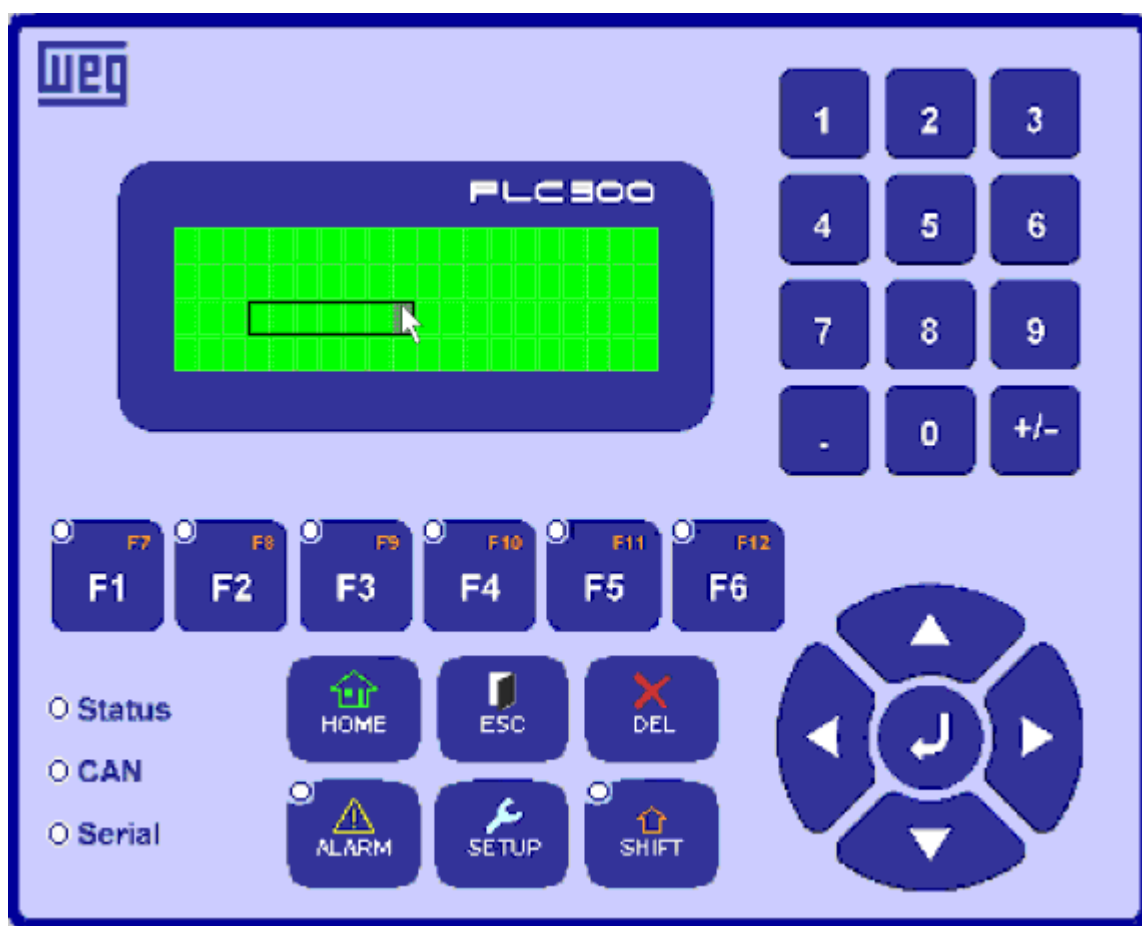 weg
PLC300
1 2 3
4 5 6
7 8 9
. 0 +/-
F7 F8 F9 F10 F11 F12
F1 F2 F3 F4 F5 F6
HOME ESC DEL
Status
CAN
Serial
ALARM SETUP SHIFT